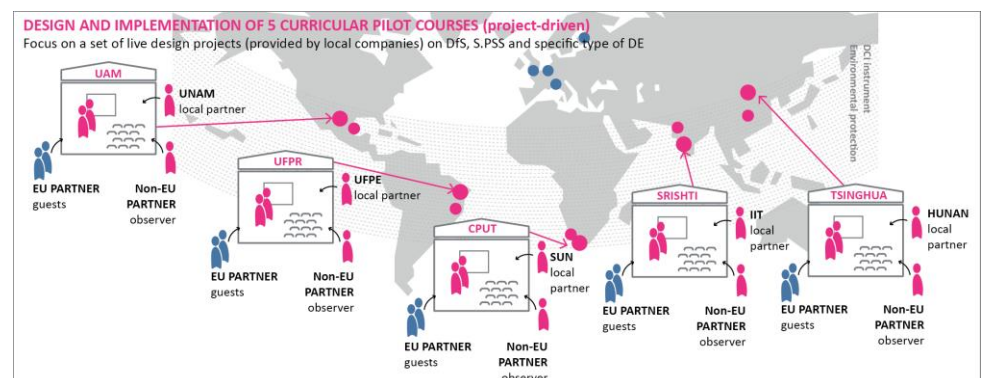 DESIGN AND IMPLEMENTATION OF 5 CURRICULAR PILOT COURSES (project-driven)
Focus on a set of live design projects (provided by local companies) on DfS, S.PSS and specific type of DE
UAM
UNAM
local partner
EU PARTNER
guests
Non-EU
PARTNER
observer
UFPR
UFPE
local partner
EU PARTNER
guests
Non-EU
PARTNER
observer
CPUT
SUN
local
partner
EU PARTNER
guests
Non-EU
PARTNER
observer
SRISHTI
IIT
local
partner
EU PARTNER
guests
Non-EU
PARTNER
observer
TSINGHUA
HUNAN
local
partner
EU PARTNER
guests
Non-EU
PARTNER
observer
DCI instrument
Environmental protection